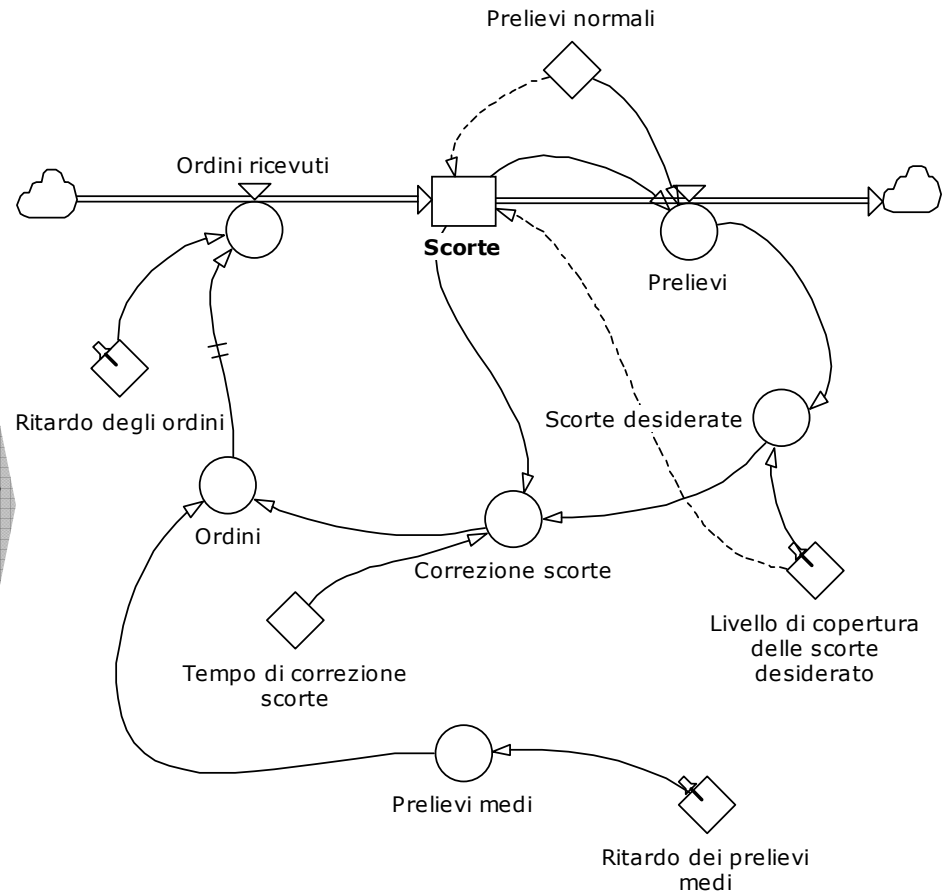 Prelievi normali
Ordini ricevuti
Scorte
Prelievi
Ritardo degli ordini
Scorte desiderate
Ordini
Correzione scorte
Livello di copertura
delle scorte
desiderato
Tempo di correzione
scorte
Prelievi medi
Ritardo dei prelievi
medi